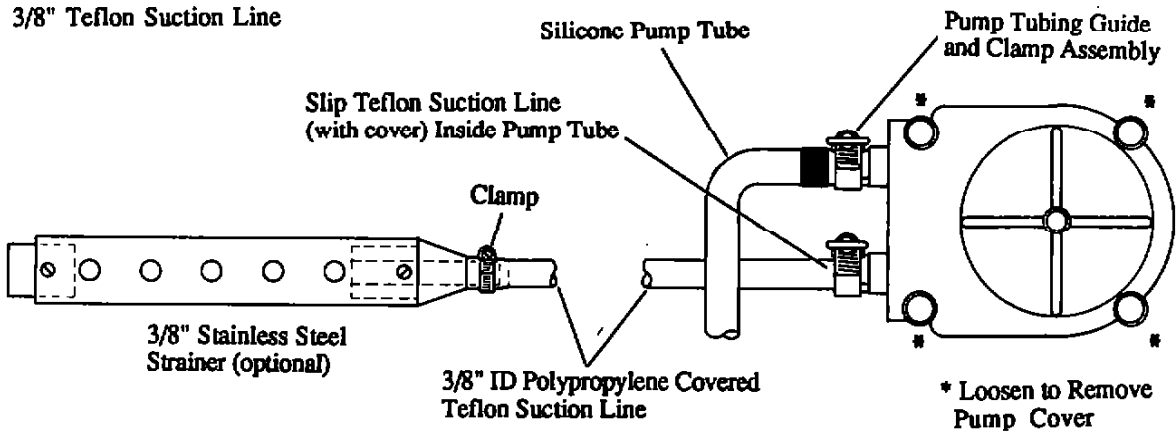 3/8" Teflon Suction Line
Silicone Pump Tube
Pump Tubing Guide
and Clamp Assembly
Slip Teflon Suction Line
(with cover) Inside Pump Tube
*
*
Clamp
3/8" Stainless Steel
Strainer (optional)
3/8" ID Polypropylene Covered
Teflon Suction Line
*
*
* Loosen to Remove
Pump Cover